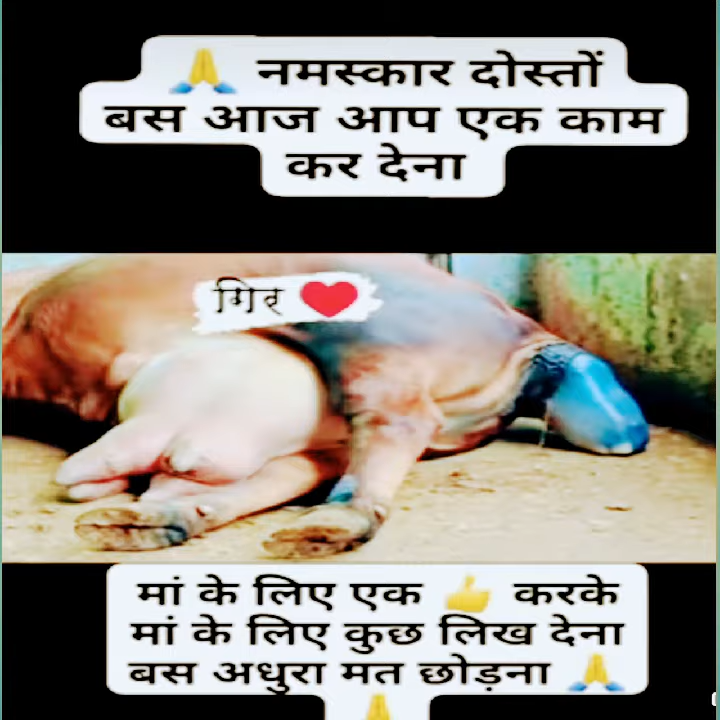 🙏 नमस्कार दोस्तों
बस आज आप एक काम
कर देना
गिर ❤️
मां के लिए एक 👍 करके
मां के लिए कुछ लिख देना
बस अधुरा मत छोड़ना 🙏
🙏